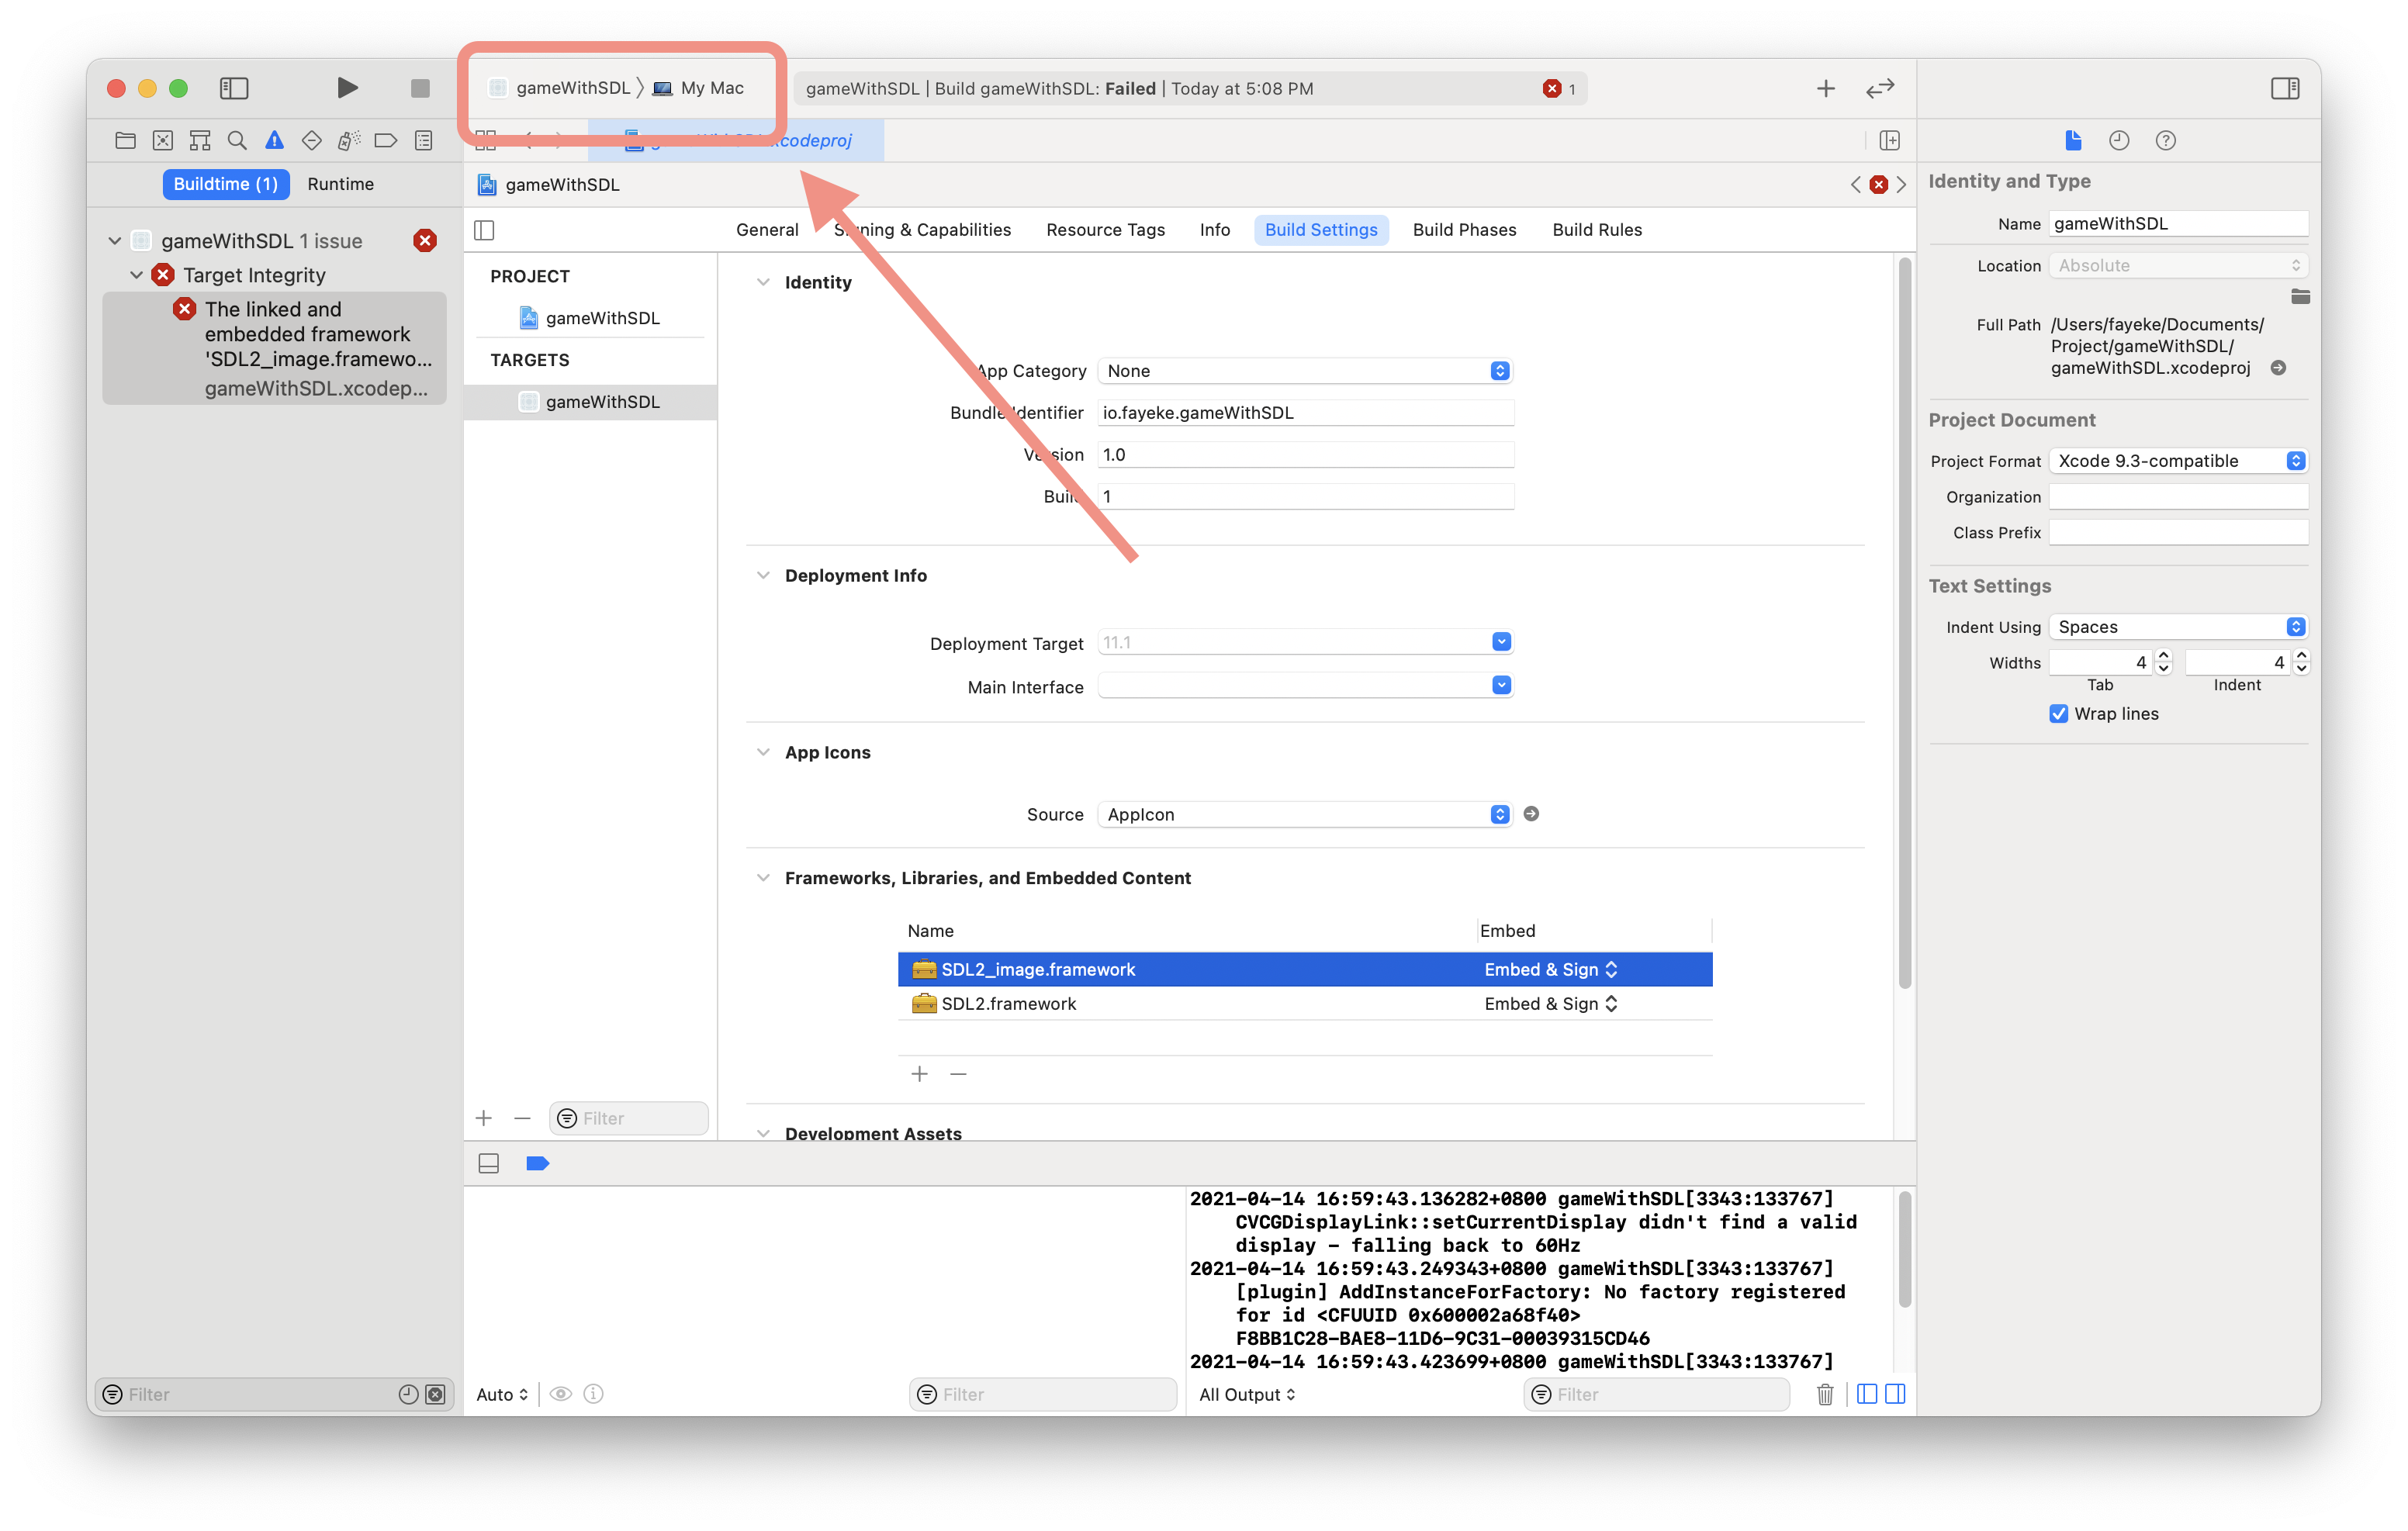 gameWithSDL 〉 My Mac
gameWithSDL | Build gameWithSDL: Failed | Today at 5:08 PM
1
codeproj
Buildtime (1)
Runtime
gameWithSDL 1 issue
Target Integrity
The linked and
embedded framework
'SDL2_image.framewo...
gameWithSDL.xcodep...
Filter
gameWithSDL
General
Signing & Capabilities
Resource Tags
Info
Build Settings
Build Phases
Build Rules
PROJECT
gameWithSDL
TARGETS
gameWithSDL
Filter
Identity
App Category None
Bundle Identifier io.fayeke.gameWithSDL
Version 1.0
Build 1
Deployment Info
Deployment Target 11.1
Main Interface
App Icons
Source AppIcon
Frameworks, Libraries, and Embedded Content
Name Embed
SDL2_image.framework Embed & Sign
SDL2.framework Embed & Sign
Development Assets
2021-04-14 16:59:43.136282+0800 gameWithSDL[3343:133767]
CVCGDisplayLink::setCurrentDisplay didn't find a valid
display – falling back to 60Hz
2021-04-14 16:59:43.249343+0800 gameWithSDL[3343:133767]
[plugin] AddInstanceForFactory: No factory registered
for id <CFUUID 0x600002a68f40>
F8BB1C28-BAE8-11D6-9C31-00039315CD46
2021-04-14 16:59:43.423699+0800 gameWithSDL[3343:133767]
Auto
Filter
All Output
Filter
Identity and Type
Name gameWithSDL
Location Absolute
Full Path /Users/fayeke/Documents/
Project/gameWithSDL/
gameWithSDL.xcodeproj
Project Document
Project Format Xcode 9.3-compatible
Organization
Class Prefix
Text Settings
Indent Using Spaces
Widths 4 4
Tab Indent
Wrap lines